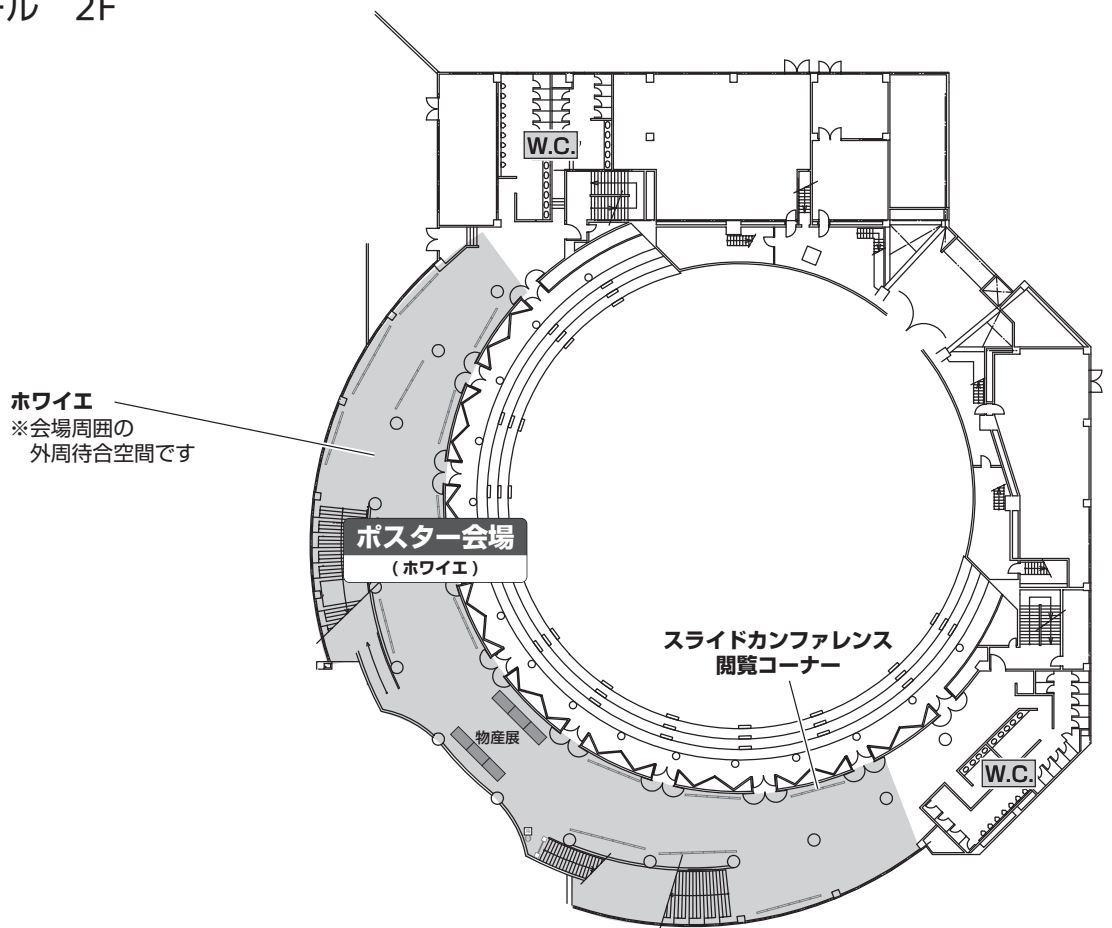 ル 2F
W.C.
ホワイエ
※会場周囲の
外周待合空間です
ポスター会場
(ホワイエ)
スライドカンファレンス
閲覧コーナー
物産展
W.C.